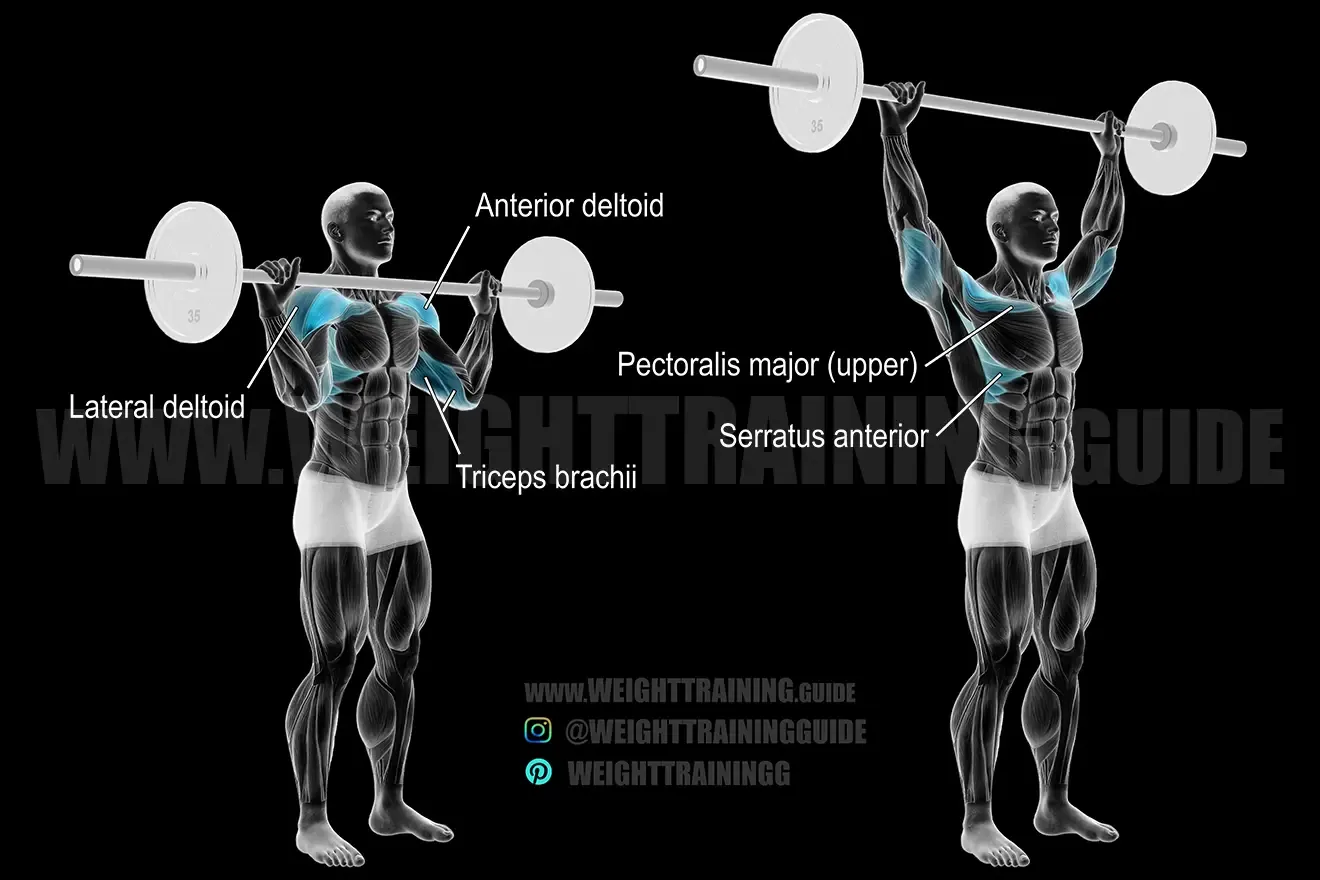 Anterior deltoid
35
35
Lateral deltoid
Triceps brachii
Pectoralis major (upper)
Serratus anterior
WWW.WEIGHTTRAINING.GUIDE
www.WEIGHTTRAINING.GUIDE
@WEIGHTTRAININGGUIDE
WEIGHTTRAININGG